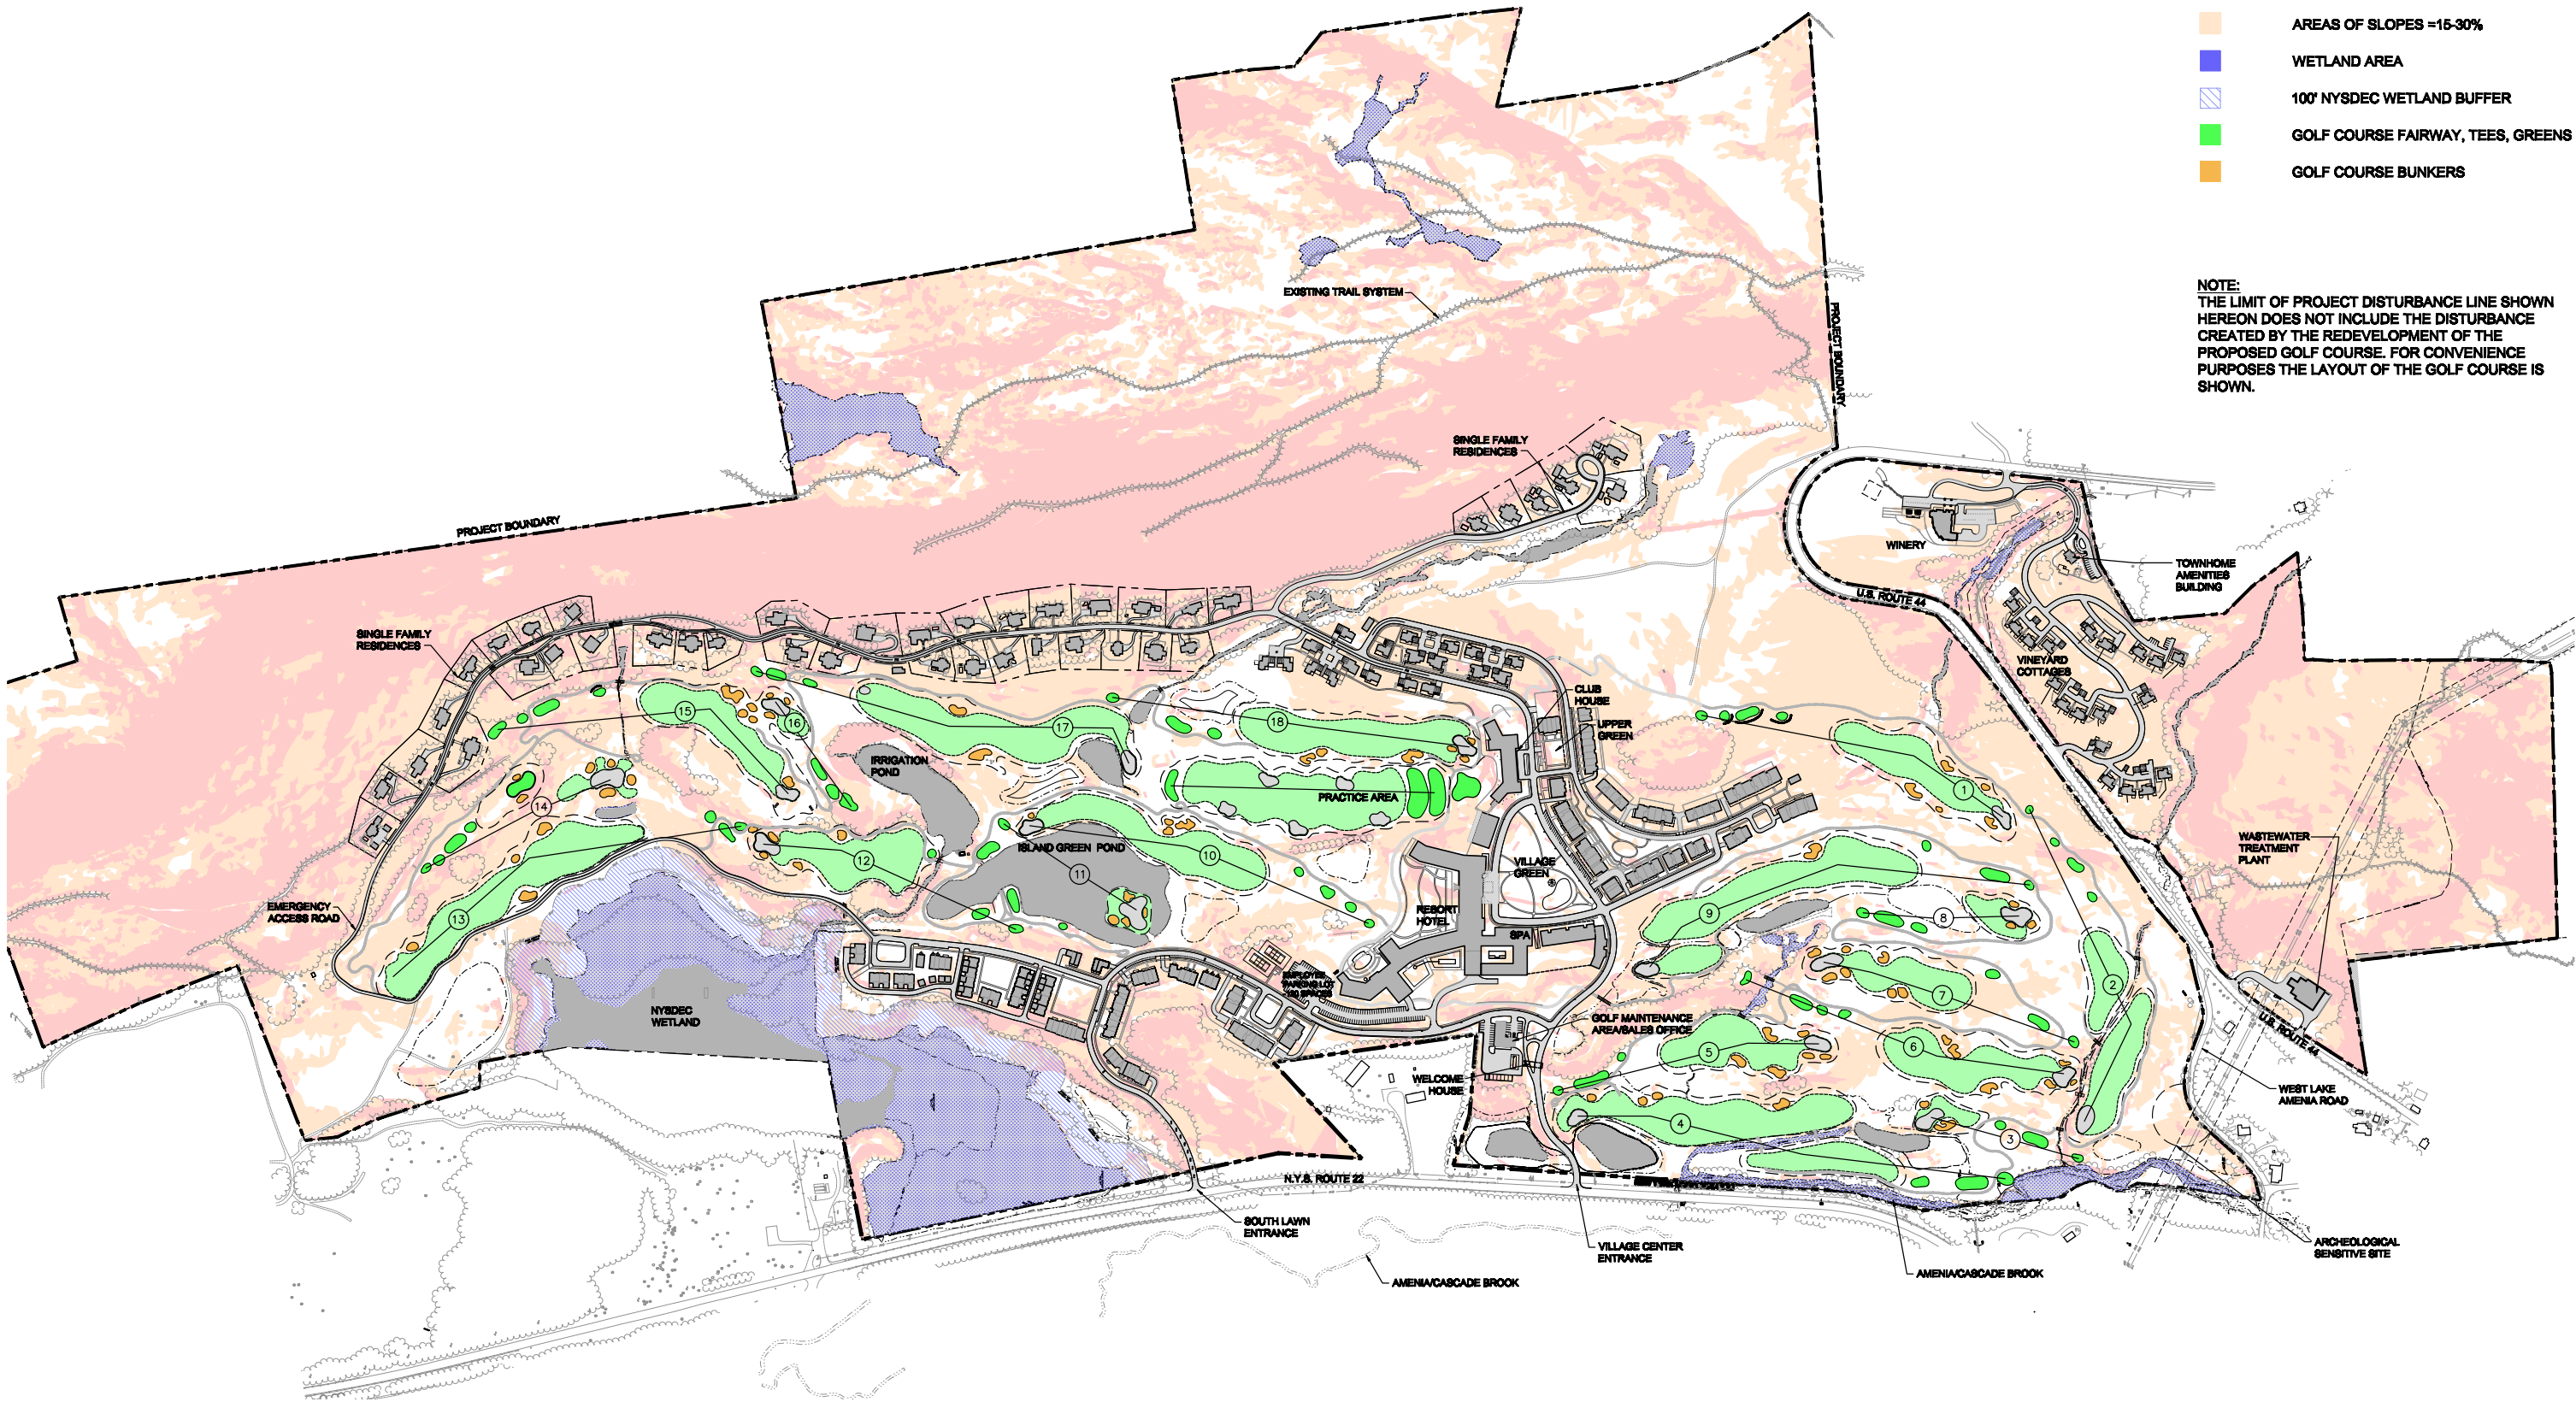 AREAS OF SLOPES =15-30%
WETLAND AREA
100' NYSDEC WETLAND BUFFER
GOLF COURSE FAIRWAY, TEES, GREENS
GOLF COURSE BUNKERS
NOTE:
THE LIMIT OF PROJECT DISTURBANCE LINE SHOWN
HEREON DOES NOT INCLUDE THE DISTURBANCE
CREATED BY THE REDEVELOPMENT OF THE
PROPOSED GOLF COURSE. FOR CONVENIENCE
PURPOSES THE LAYOUT OF THE GOLF COURSE IS
SHOWN.
EXISTING TRAIL SYSTEM
PROJECT BOUNDARY
SINGLE FAMILY
RESIDENCES
PROJECT BOUNDARY
WINERY
TOWNHOME
AMENITIES
BUILDING
U.S. ROUTE 44
SINGLE FAMILY
RESIDENCES
VINEYARD
COTTAGES
CLUB
HOUSE
UPPER
GREEN
15
16
17
18
IRRIGATION
POND
PRACTICE AREA
1
14
WASTEWATER
TREATMENT
PLANT
ISLAND GREEN POND
12
10
11
VILLAGE
GREEN
EMERGENCY
ACCESS ROAD
13
RESORT
HOTEL
SPA
9
8
EMPLOYEE
PARKING LOT
2
7
NYSDEC
WETLAND
GOLF MAINTENANCE
AREA/SALES OFFICE
U.S. ROUTE 44
5
6
WELCOME
HOUSE
WEST LAKE
AMENIA ROAD
4
3
N.Y.S. ROUTE 22
SOUTH LAWN
ENTRANCE
VILLAGE CENTER
ENTRANCE
ARCHEOLOGICAL
SENSITIVE SITE
AMENIA/CASCADE BROOK
AMENIA/CASCADE BROOK